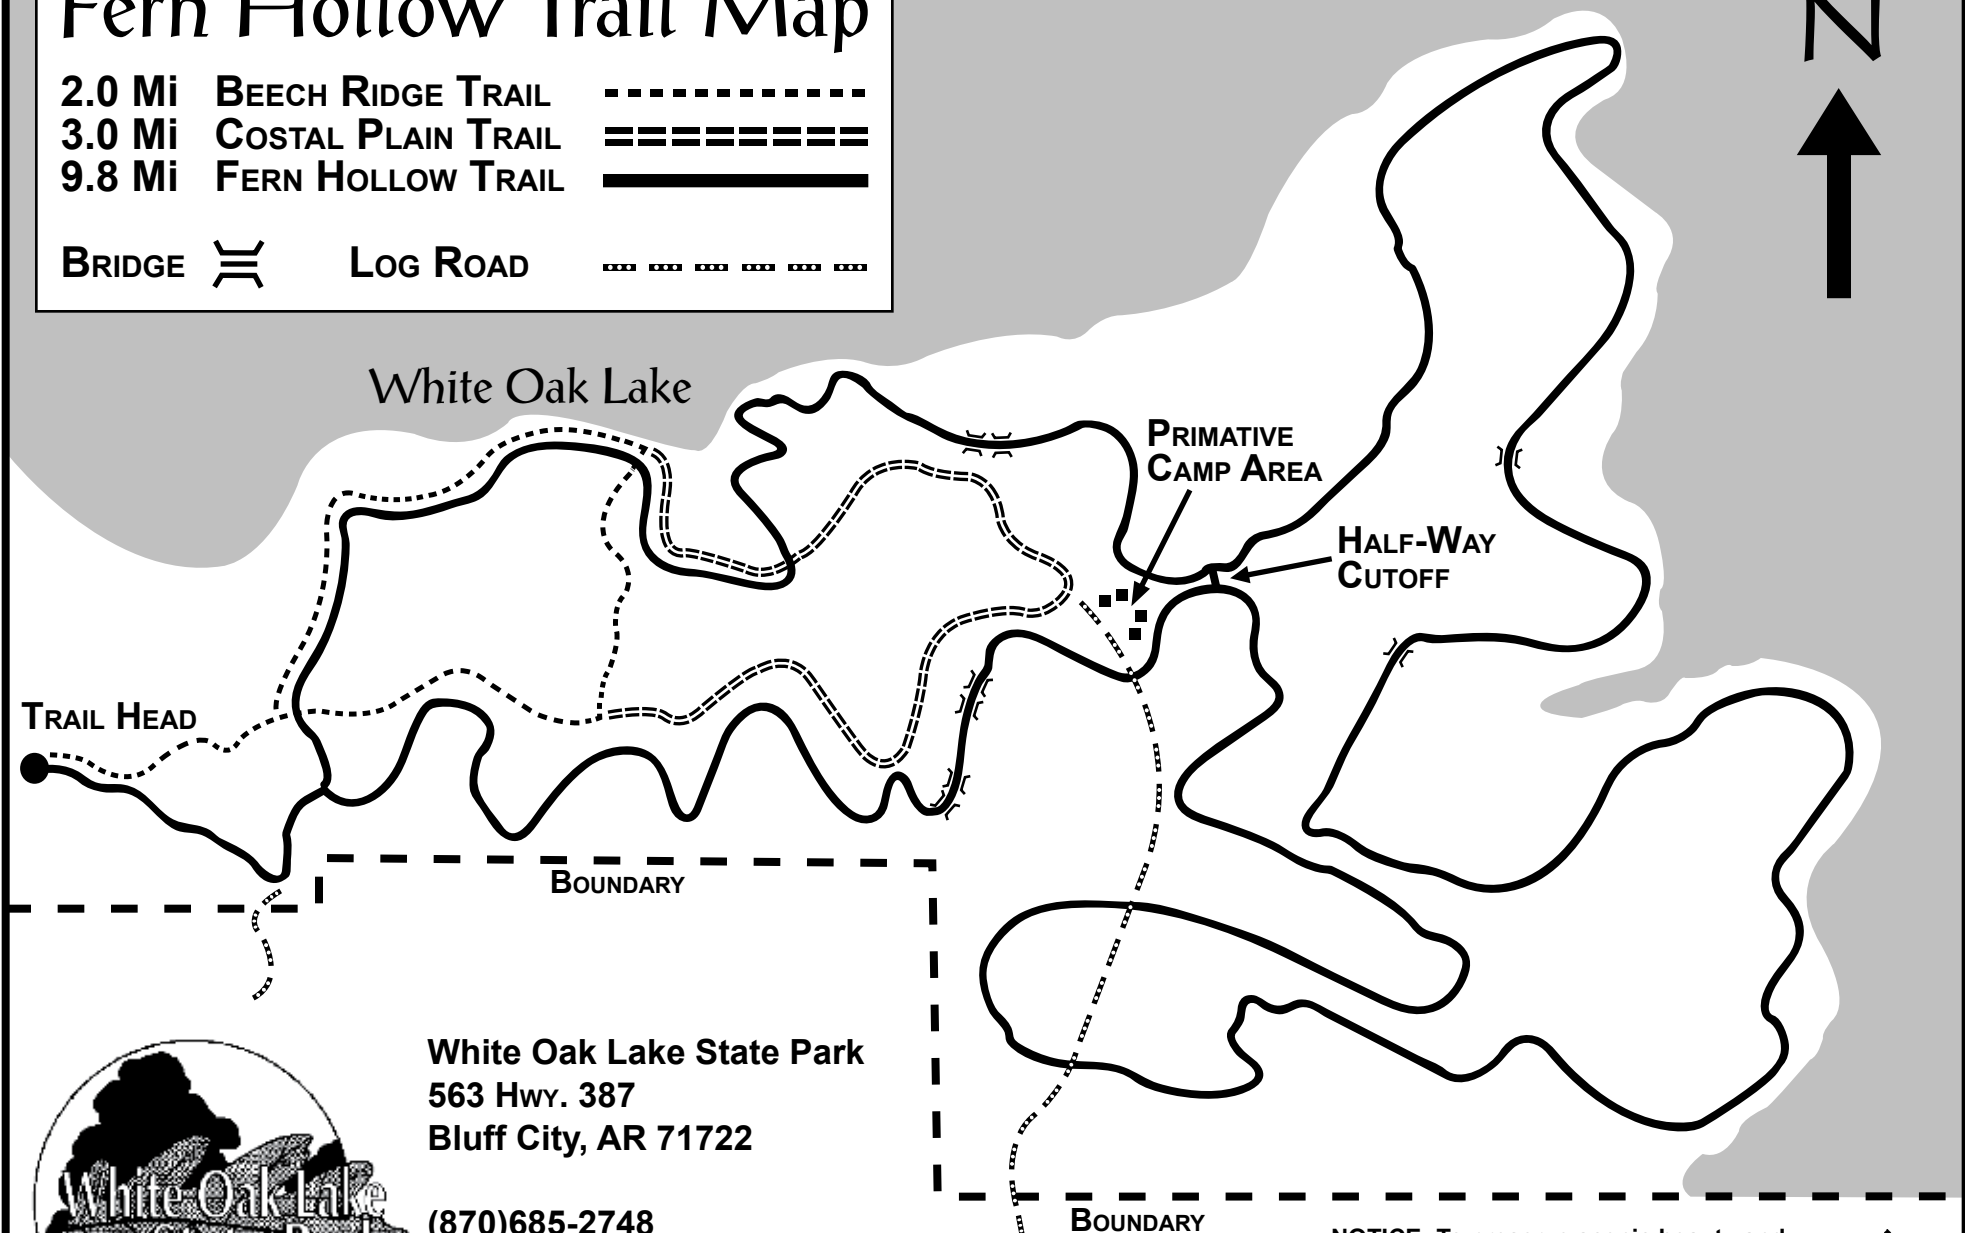 Fern Hollow Trail Map
2.0 Mi BEECH RIDGE TRAIL
3.0 Mi COSTAL PLAIN TRAIL
9.8 Mi FERN HOLLOW TRAIL
BRIDGE LOG ROAD
N
White Oak Lake
PRIMATIVE
CAMP AREA
HALF-WAY
CUTOFF
TRAIL HEAD
BOUNDARY
White Oak Lake State Park
563 HWY. 387
Bluff City, AR 71722
White Oak Lake
(870)685-2748
BOUNDARY